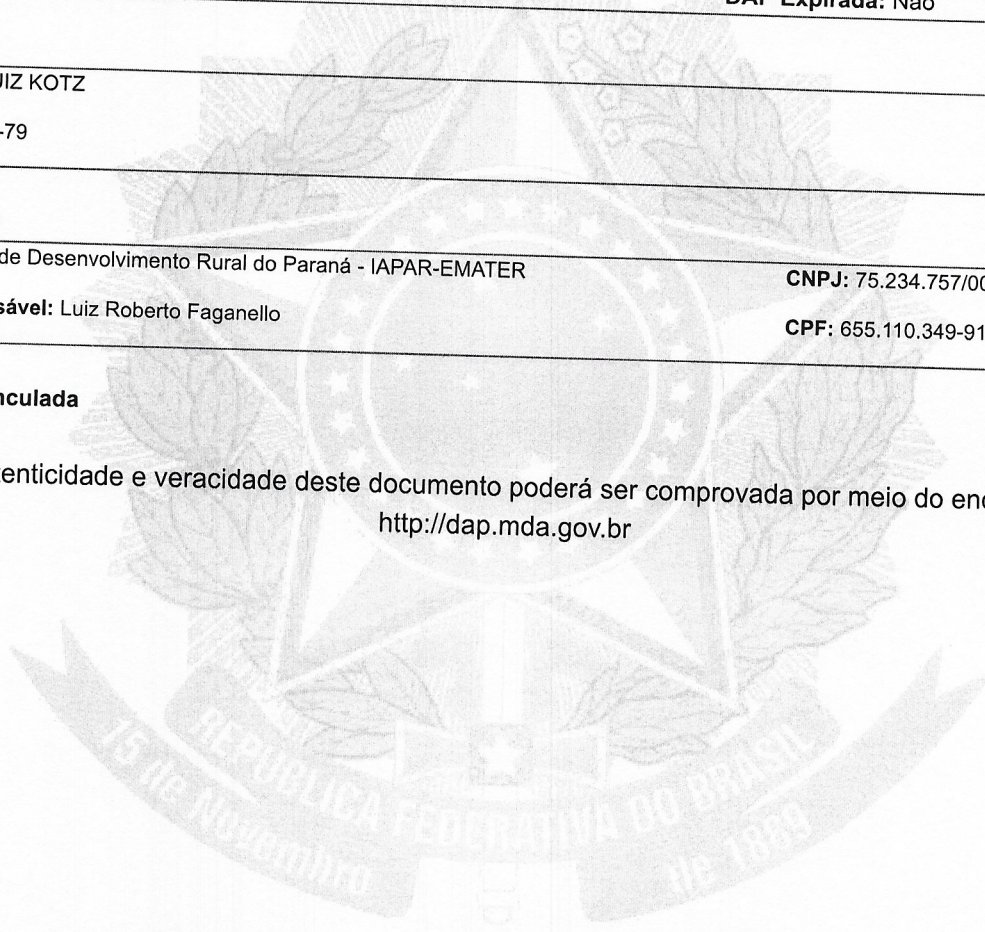 DAP Expirada: Não
UIZ KOTZ
-79
de Desenvolvimento Rural do Paraná - IAPAR-EMATER
CNPJ: 75.234.757/00
sável: Luiz Roberto Faganello
CPF: 655.110.349-91
nculada
tenticidade e veracidade deste documento poderá ser comprovada por meio do end
http://dap.mda.gov.br
REPÚBLICA FEDERATIVA DO BRASIL
15 de Novembro
de 1889